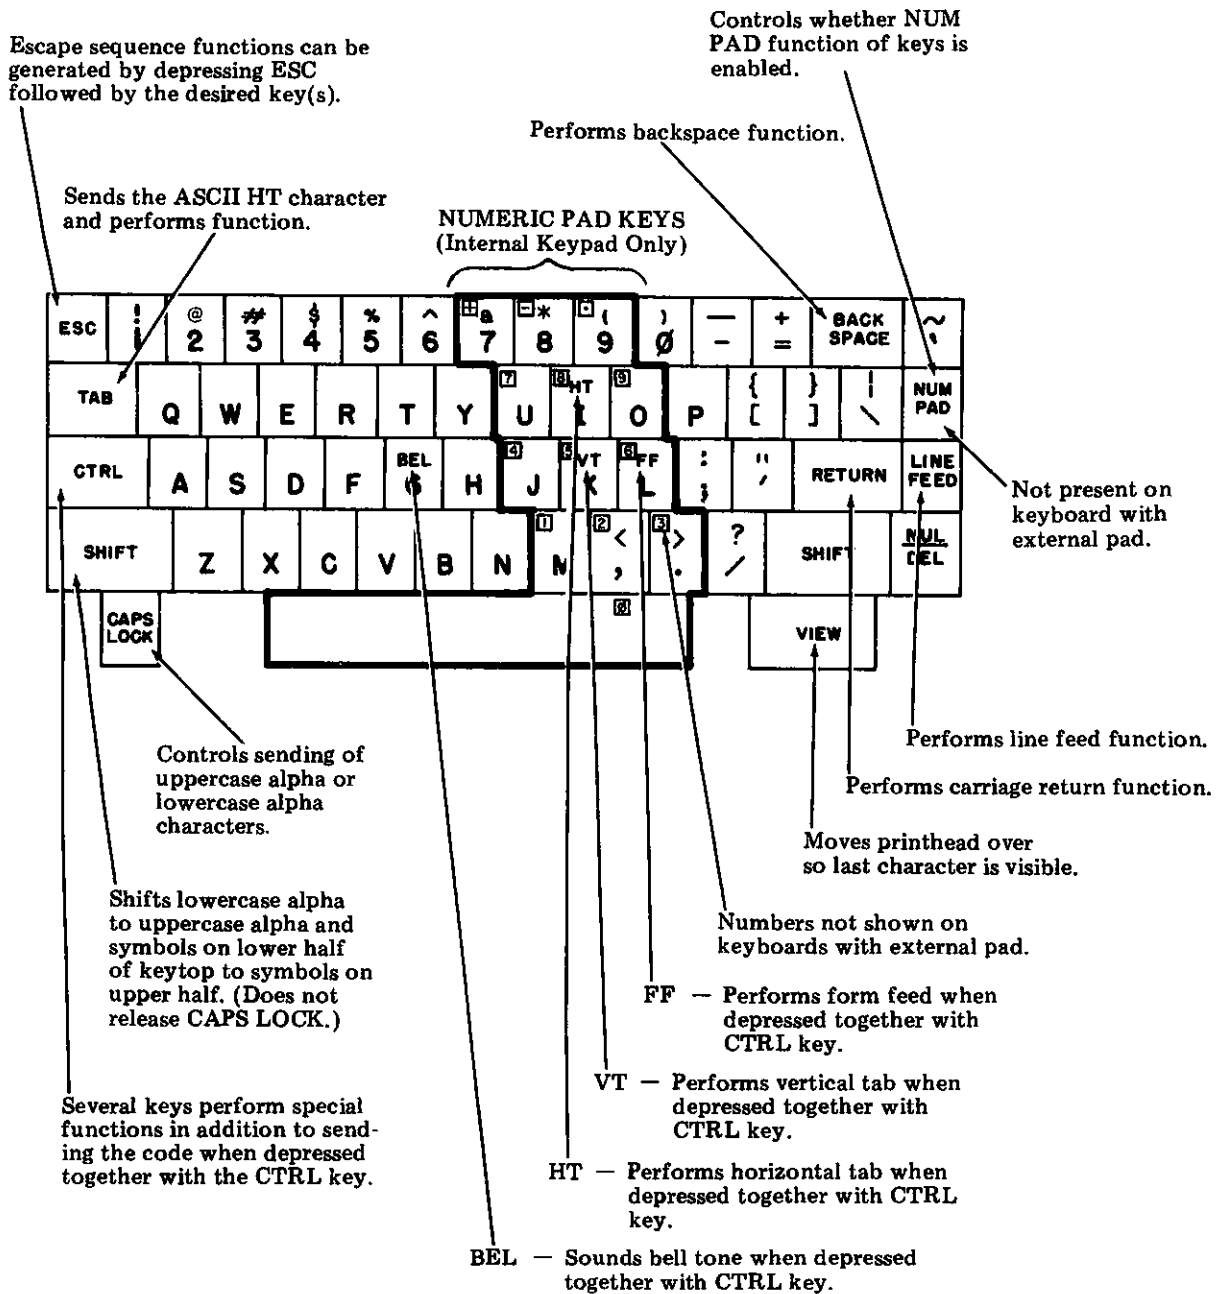 Controls whether NUM
PAD function of keys is
enabled.
Escape sequence functions can be
generated by depressing ESC
followed by the desired key(s).
Performs backspace function.
Sends the ASCII HT character
and performs function.
NUMERIC PAD KEYS
(Internal Keypad Only)
ESC ! 1 @ 2 # 3 $ 4 % 5 ^ 6 + & 7 - * 8 . ( 9 ) Ø — - + = BACK SPACE ~ `
TAB Q W E R T Y 7 U 8 HT I 9 O P { [ } ] | \ NUM PAD
CTRL A S D F BEL G H 4 J 5 VT K 6 FF L : ; " ' RETURN LINE FEED
SHIFT Z X C V B N 1 M 2 < , 3 > . ? / SHIFT NUL DEL
CAPS LOCK Ø VIEW
Not present on
keyboard with
external pad.
Performs line feed function.
Performs carriage return function.
Controls sending of
uppercase alpha or
lowercase alpha
characters.
Moves printhead over
so last character is visible.
Shifts lowercase alpha
to uppercase alpha and
symbols on lower half
of keytop to symbols on
upper half. (Does not
release CAPS LOCK.)
Numbers not shown on
keyboards with external pad.
FF — Performs form feed when
depressed together with
CTRL key.
VT — Performs vertical tab when
depressed together with
CTRL key.
Several keys perform special
functions in addition to send-
ing the code when depressed
together with the CTRL key.
HT — Performs horizontal tab when
depressed together with CTRL
key.
BEL — Sounds bell tone when depressed
together with CTRL key.